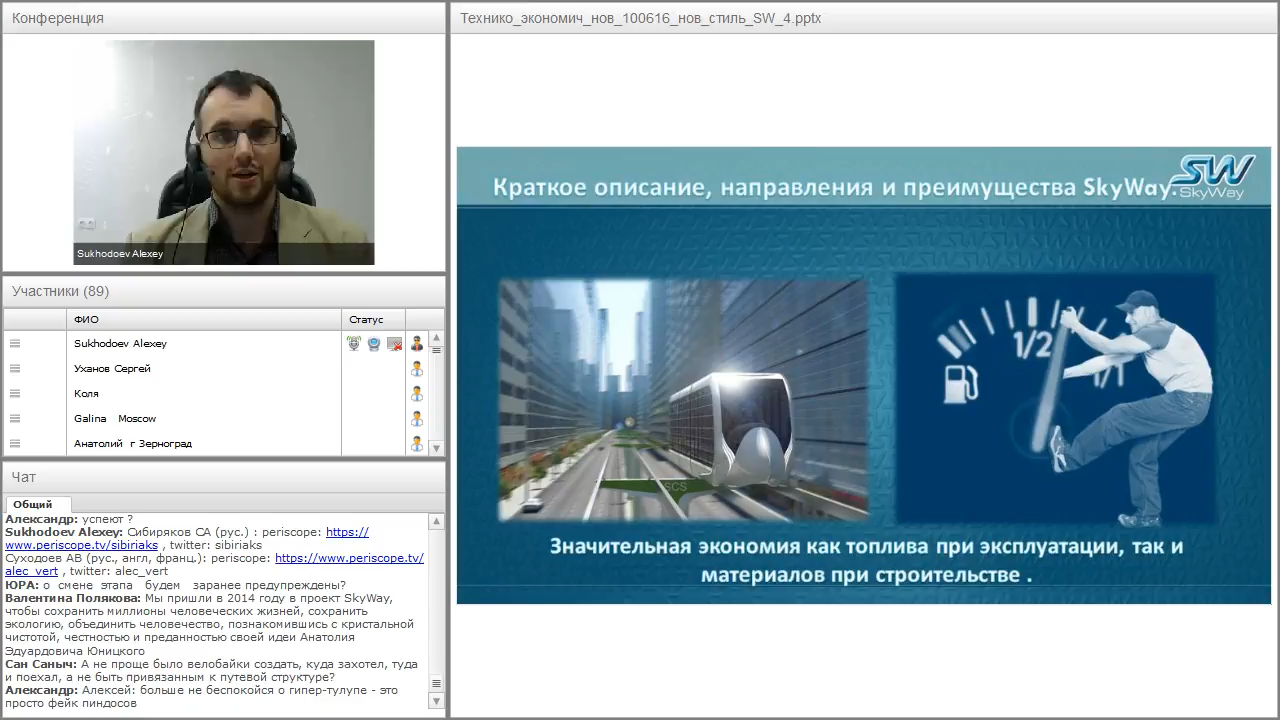 Конференция
Sukhodoev Alexey
Участники (89)
ФИО
Статус
Sukhodoev Alexey
Уханов Сергей
Коля
Galina Moscow
Анатолий г Зерноград
Чат
Общий
Александр: успеют ?
Sukhodoev Alexey: Сибиряков СА (рус.) : periscope: https://
www.periscope.tv/sibiriaks , twitter: sibiriaks
Суходоев АВ (рус., англ, франц.): periscope: https://www.periscope.tv/
alec_vert , twitter: alec_vert
ЮРА: о смене этапа будем заранее предупреждены?
Валентина Полякова: Мы пришли в 2014 году в проект SkyWay,
чтобы сохранить миллионы человеческих жизней, сохранить
экологию, объединить человечество, познакомившись с кристальной
чистотой, честностью и преданностью своей идеи Анатолия
Эдуардовича Юницкого
Сан Саныч: А не проще было велобайки создать, куда захотел, туда
и поехал, а не быть привязанным к путевой структуре?
Александр: Алексей: больше не беспокойся о гипер-тулупе - это
просто фейк пиндосов
Технико_экономич_нов_100616_нов_стиль_SW_4.pptx
Краткое описание, направления и преимущества SkyWay.
SW
SkyWay
SCS
1/2
1/1
Значительная экономия как топлива при эксплуатации, так и
материалов при строительстве .